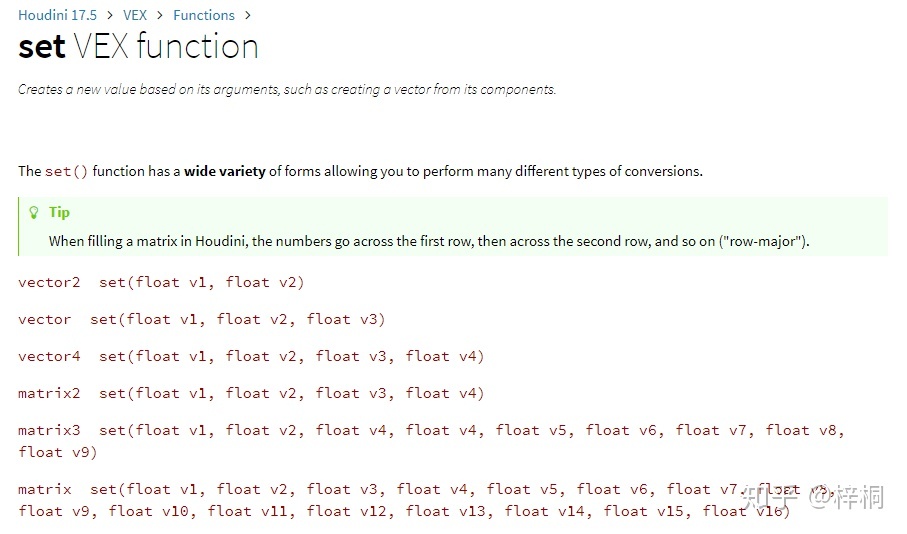 Houdini 17.5 > VEX > Functions >
set VEX function
Creates a new value based on its arguments, such as creating a vector from its components.
The set() function has a wide variety of forms allowing you to perform many different types of conversions.
Tip
When filling a matrix in Houdini, the numbers go across the first row, then across the second row, and so on ("row-major").
vector2 set(float v1, float v2)
vector set(float v1, float v2, float v3)
vector4 set(float v1, float v2, float v3, float v4)
matrix2 set(float v1, float v2, float v3, float v4)
matrix3 set(float v1, float v2, float v4, float v4, float v5, float v6, float v7, float v8,
float v9)
matrix set(float v1, float v2, float v3, float v4, float v5, float v6, float v7, float v8,
float v9, float v10, float v11, float v12, float v13, float v14, float v15, float v16)
知乎 @梓桐